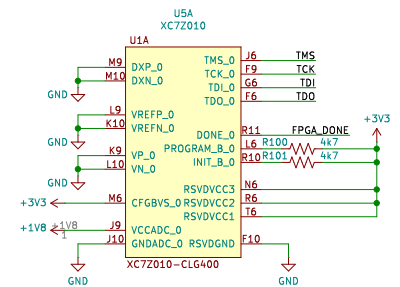 U5A
XC7Z010
U1A
M9 DXP_0 TMS_0 J6 TMS
M10 DXN_0 TCK_0 F9 TCK
GND TDI_0 G6 TDI
TDO_0 F6 TDO
L9 VREFP_0
K10 VREFN_0 DONE_0 R11 FPGA_DONE +3V3
GND PROGRAM_B_0 L6 R100 4k7
K9 VP_0 INIT_B_0 R10 R101 4k7
L10 VN_0
GND RSVDVCC3 N6
+3V3 M6 CFGBVS_0 RSVDVCC2 R6
RSVDVCC1 T6
+1V8 +1V8 J9 VCCADC_0
1
J10 GNDADC_0 RSVDGND F10
XC7Z010-CLG400
GND GND